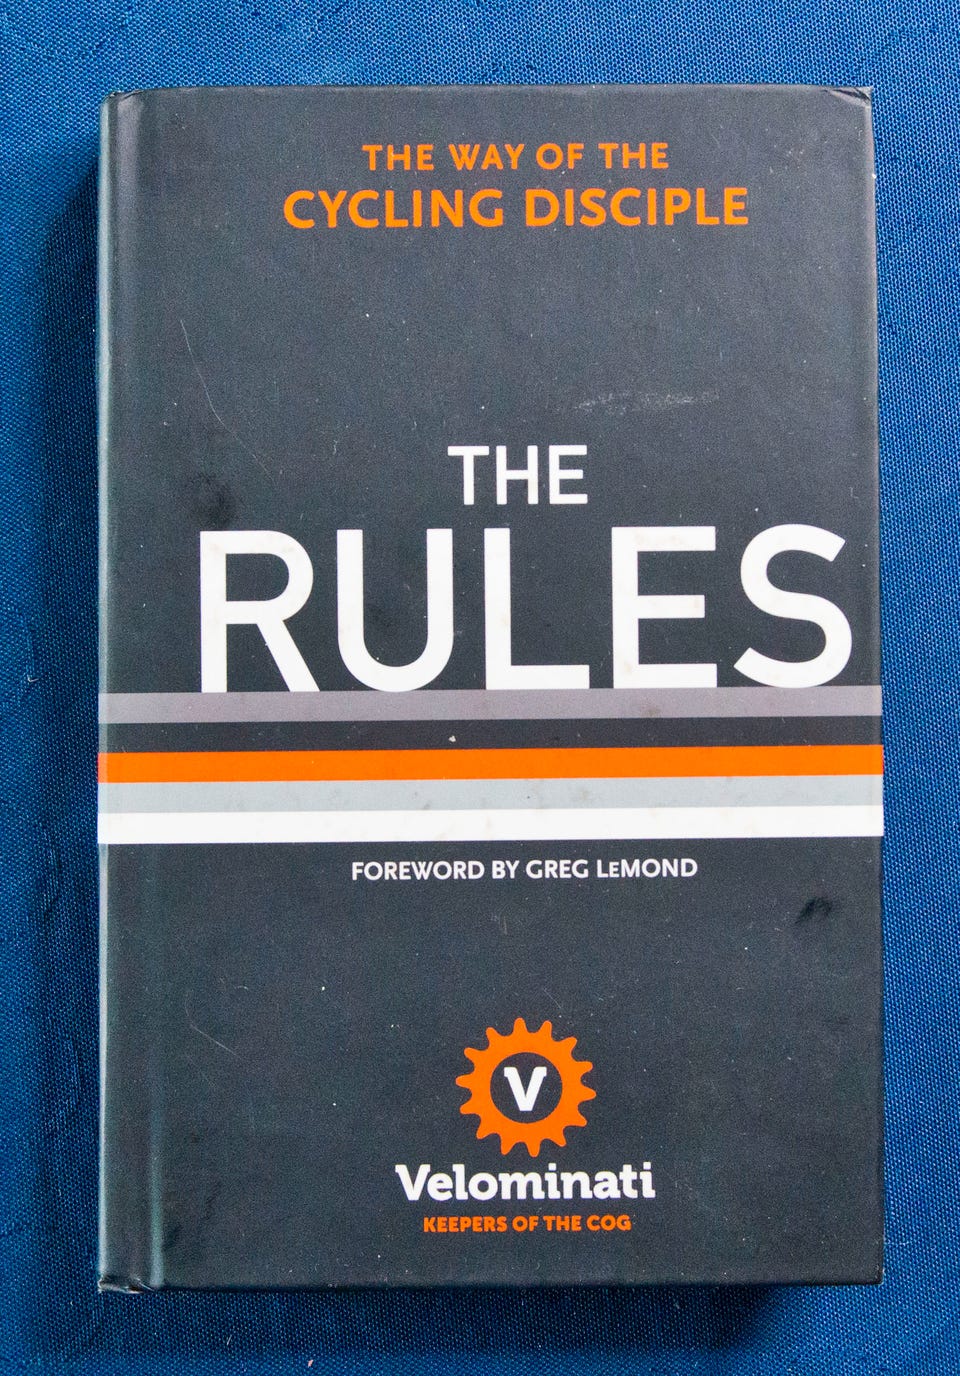 THE WAY OF THE
CYCLING DISCIPLE
THE
RULES
FOREWORD BY GREG LEMOND
V
Velominati
KEEPERS OF THE COG